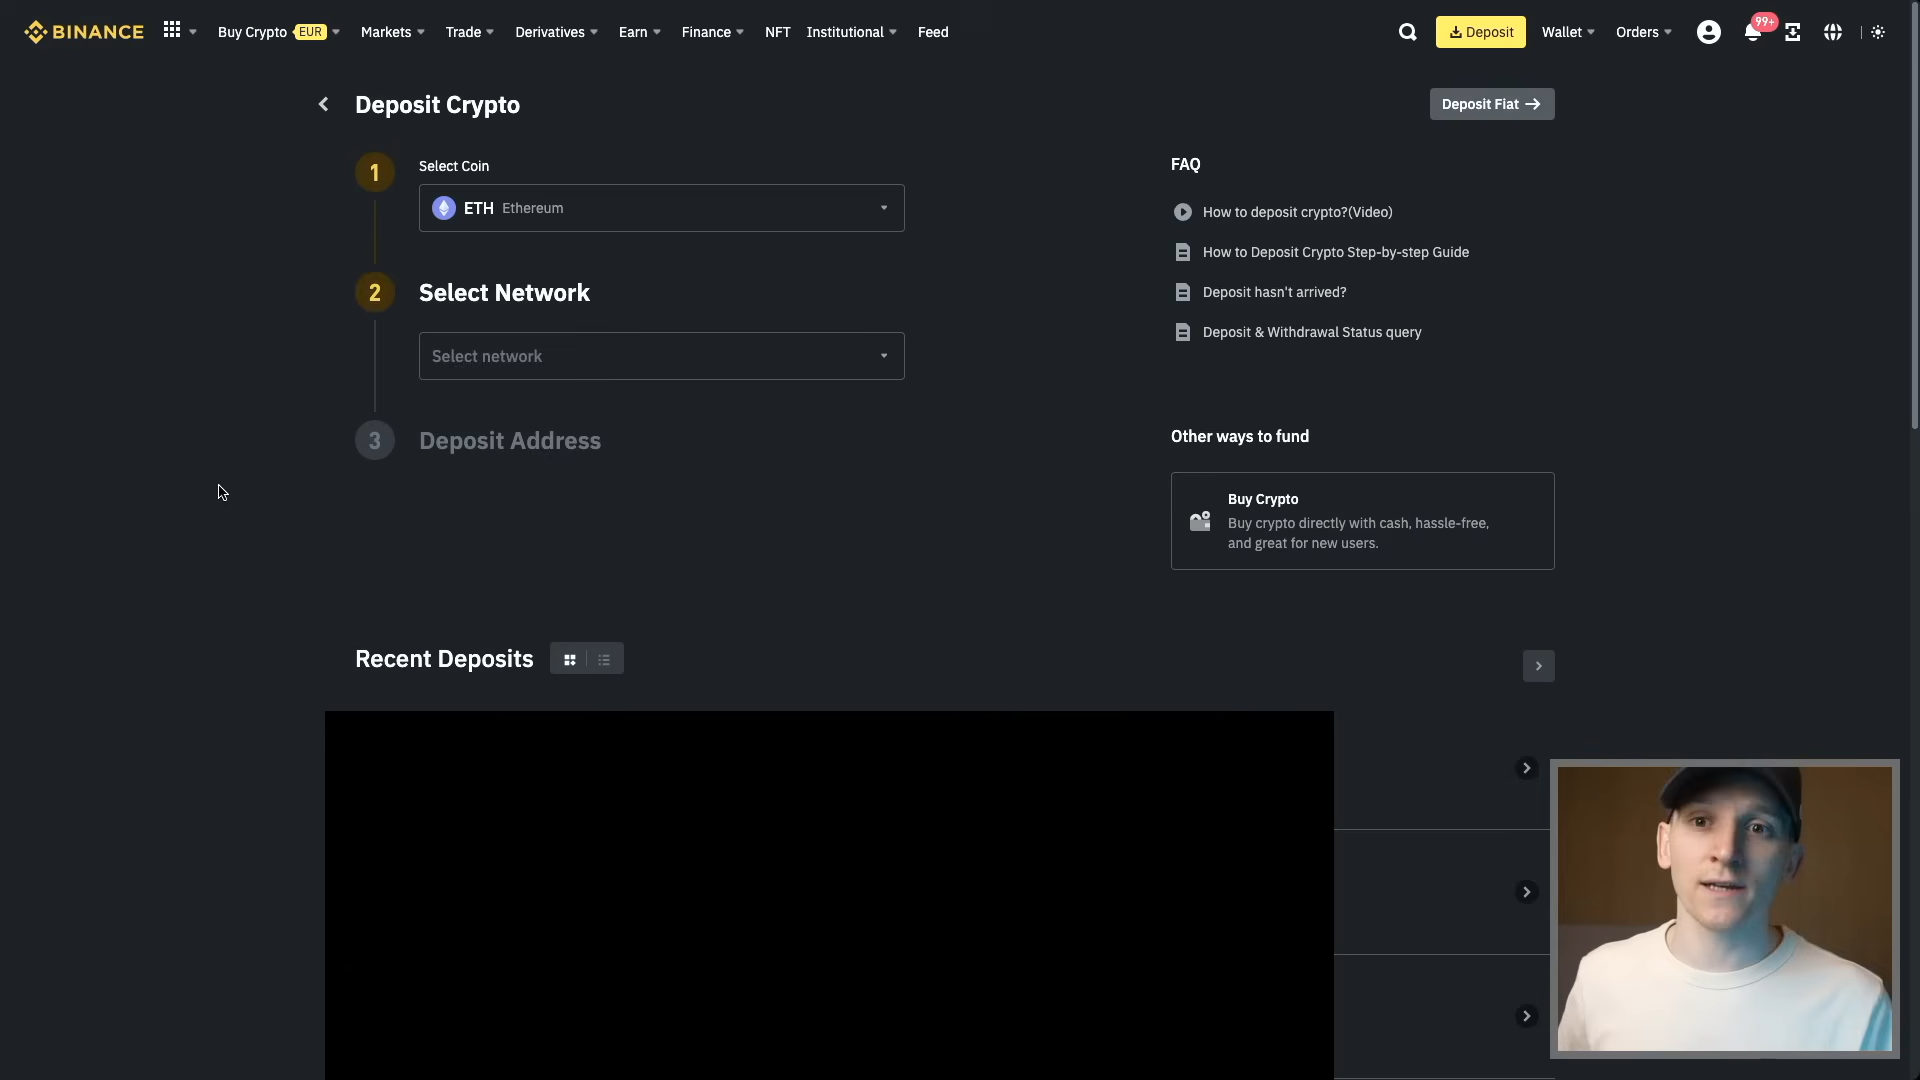 BINANCE
Buy Crypto EUR
Markets
Trade
Derivatives
Earn
Finance
NFT
Institutional
Feed
Deposit
Wallet
Orders
99+
Deposit Crypto
Deposit Fiat
1
Select Coin
ETH Ethereum
2
Select Network
Select network
3
Deposit Address
FAQ
How to deposit crypto?(Video)
How to Deposit Crypto Step-by-step Guide
Deposit hasn't arrived?
Deposit & Withdrawal Status query
Other ways to fund
Buy Crypto
Buy crypto directly with cash, hassle-free,
and great for new users.
Recent Deposits